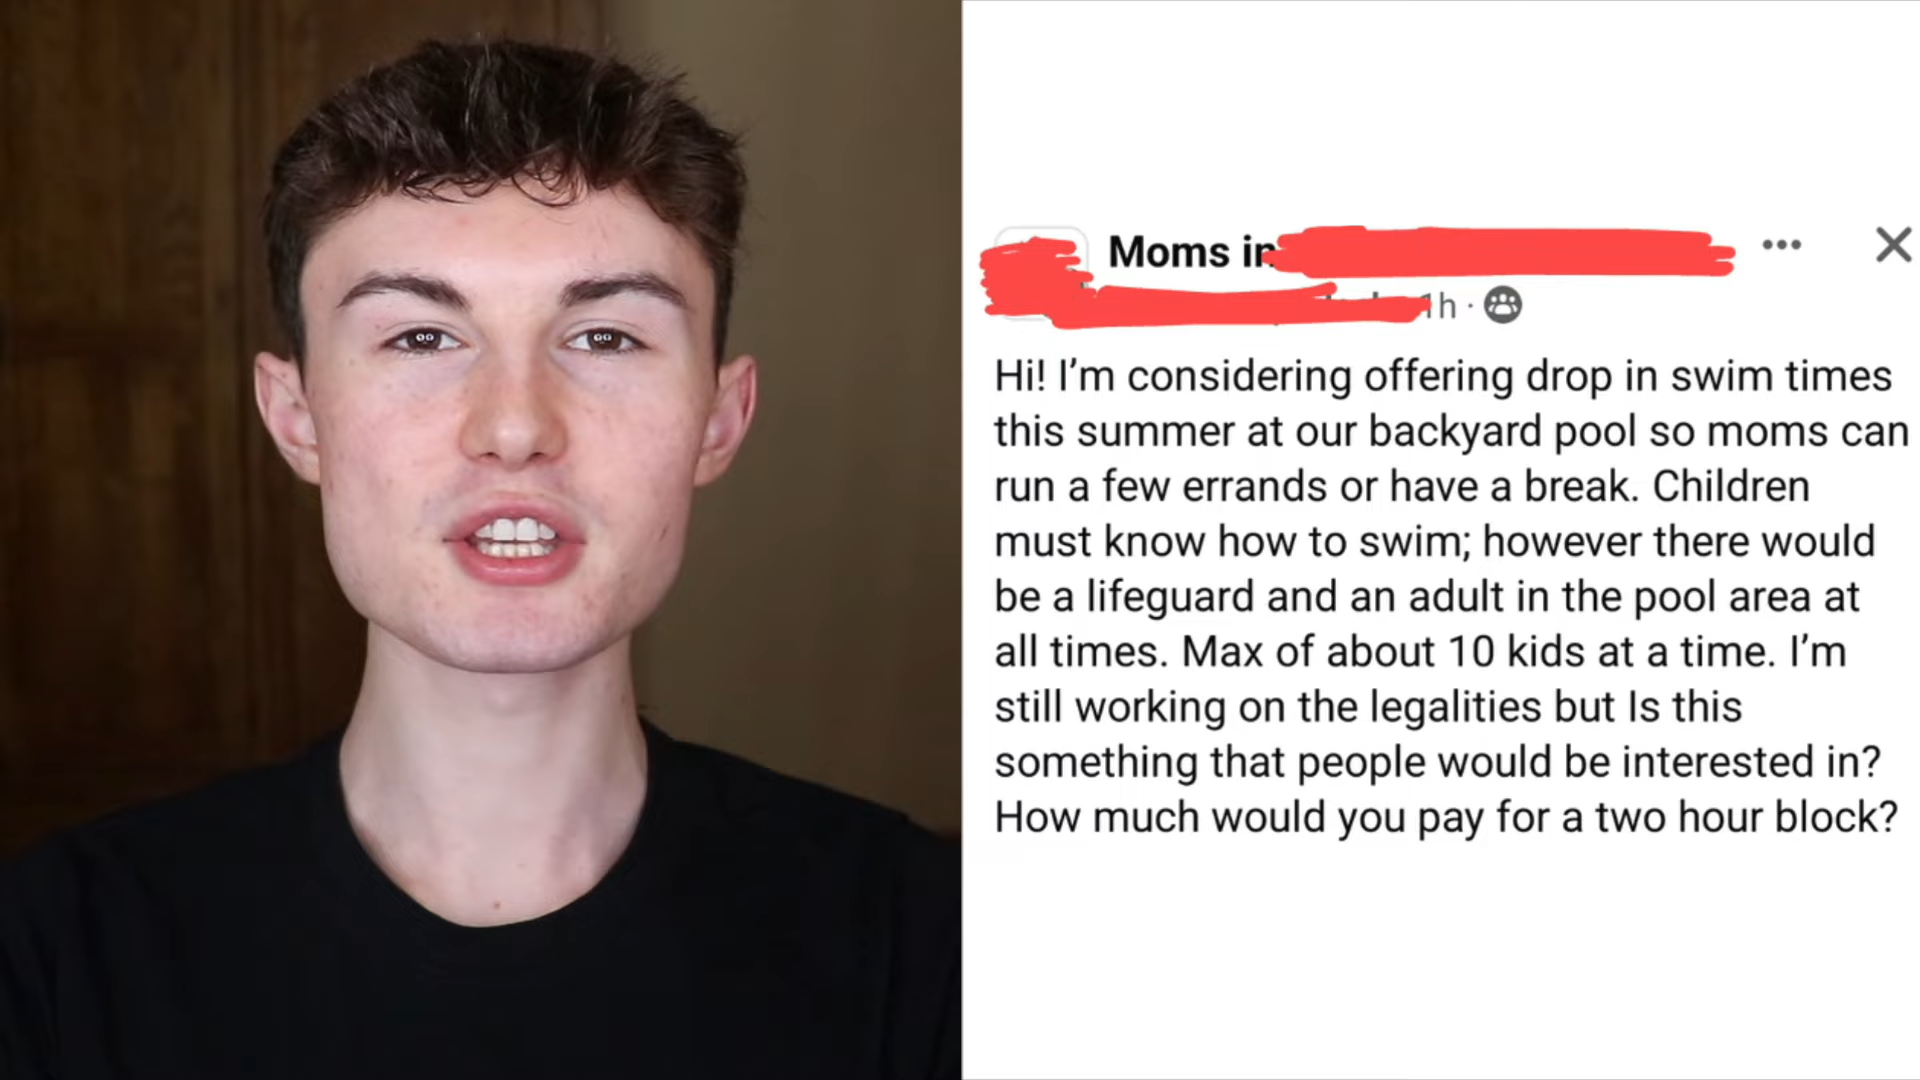 Moms in
1h ·
Hi! I’m considering offering drop in swim times
this summer at our backyard pool so moms can
run a few errands or have a break. Children
must know how to swim; however there would
be a lifeguard and an adult in the pool area at
all times. Max of about 10 kids at a time. I’m
still working on the legalities but Is this
something that people would be interested in?
How much would you pay for a two hour block?